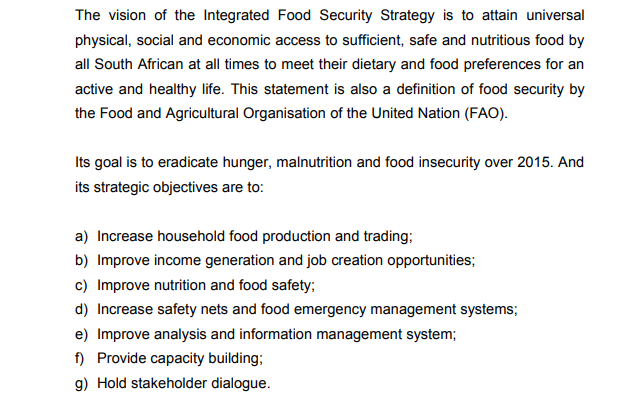 The vision of the Integrated Food Security Strategy is to attain universal
physical, social and economic access to sufficient, safe and nutritious food by
all South African at all times to meet their dietary and food preferences for an
active and healthy life. This statement is also a definition of food security by
the Food and Agricultural Organisation of the United Nation (FAO).
Its goal is to eradicate hunger, malnutrition and food insecurity over 2015. And
its strategic objectives are to:
a) Increase household food production and trading;
b) Improve income generation and job creation opportunities;
c) Improve nutrition and food safety;
d) Increase safety nets and food emergency management systems;
e) Improve analysis and information management system;
f) Provide capacity building;
g) Hold stakeholder dialogue.